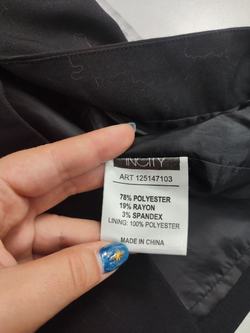 INCITY
ART 125147103
78% POLYESTER
19% RAYON
3% SPANDEX
LINING: 100% POLYESTER
MADE IN CHINA